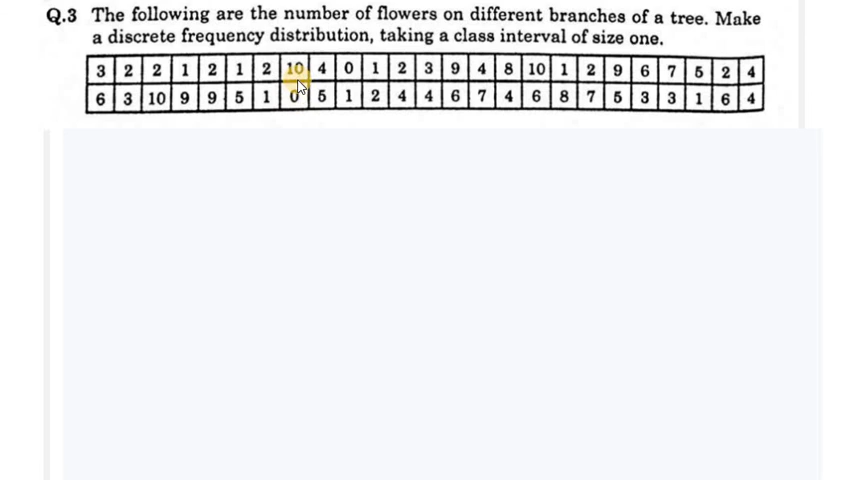 Q.3 The following are the number of flowers on different branches of a tree. Make
a discrete frequency distribution, taking a class interval of size one.
3 2 2 1 2 1 2 10 4 0 1 2 3 9 4 8 10 1 2 9 6 7 5 2 4
6 3 10 9 9 5 1 0 5 1 2 4 4 6 7 4 6 8 7 5 3 3 1 6 4